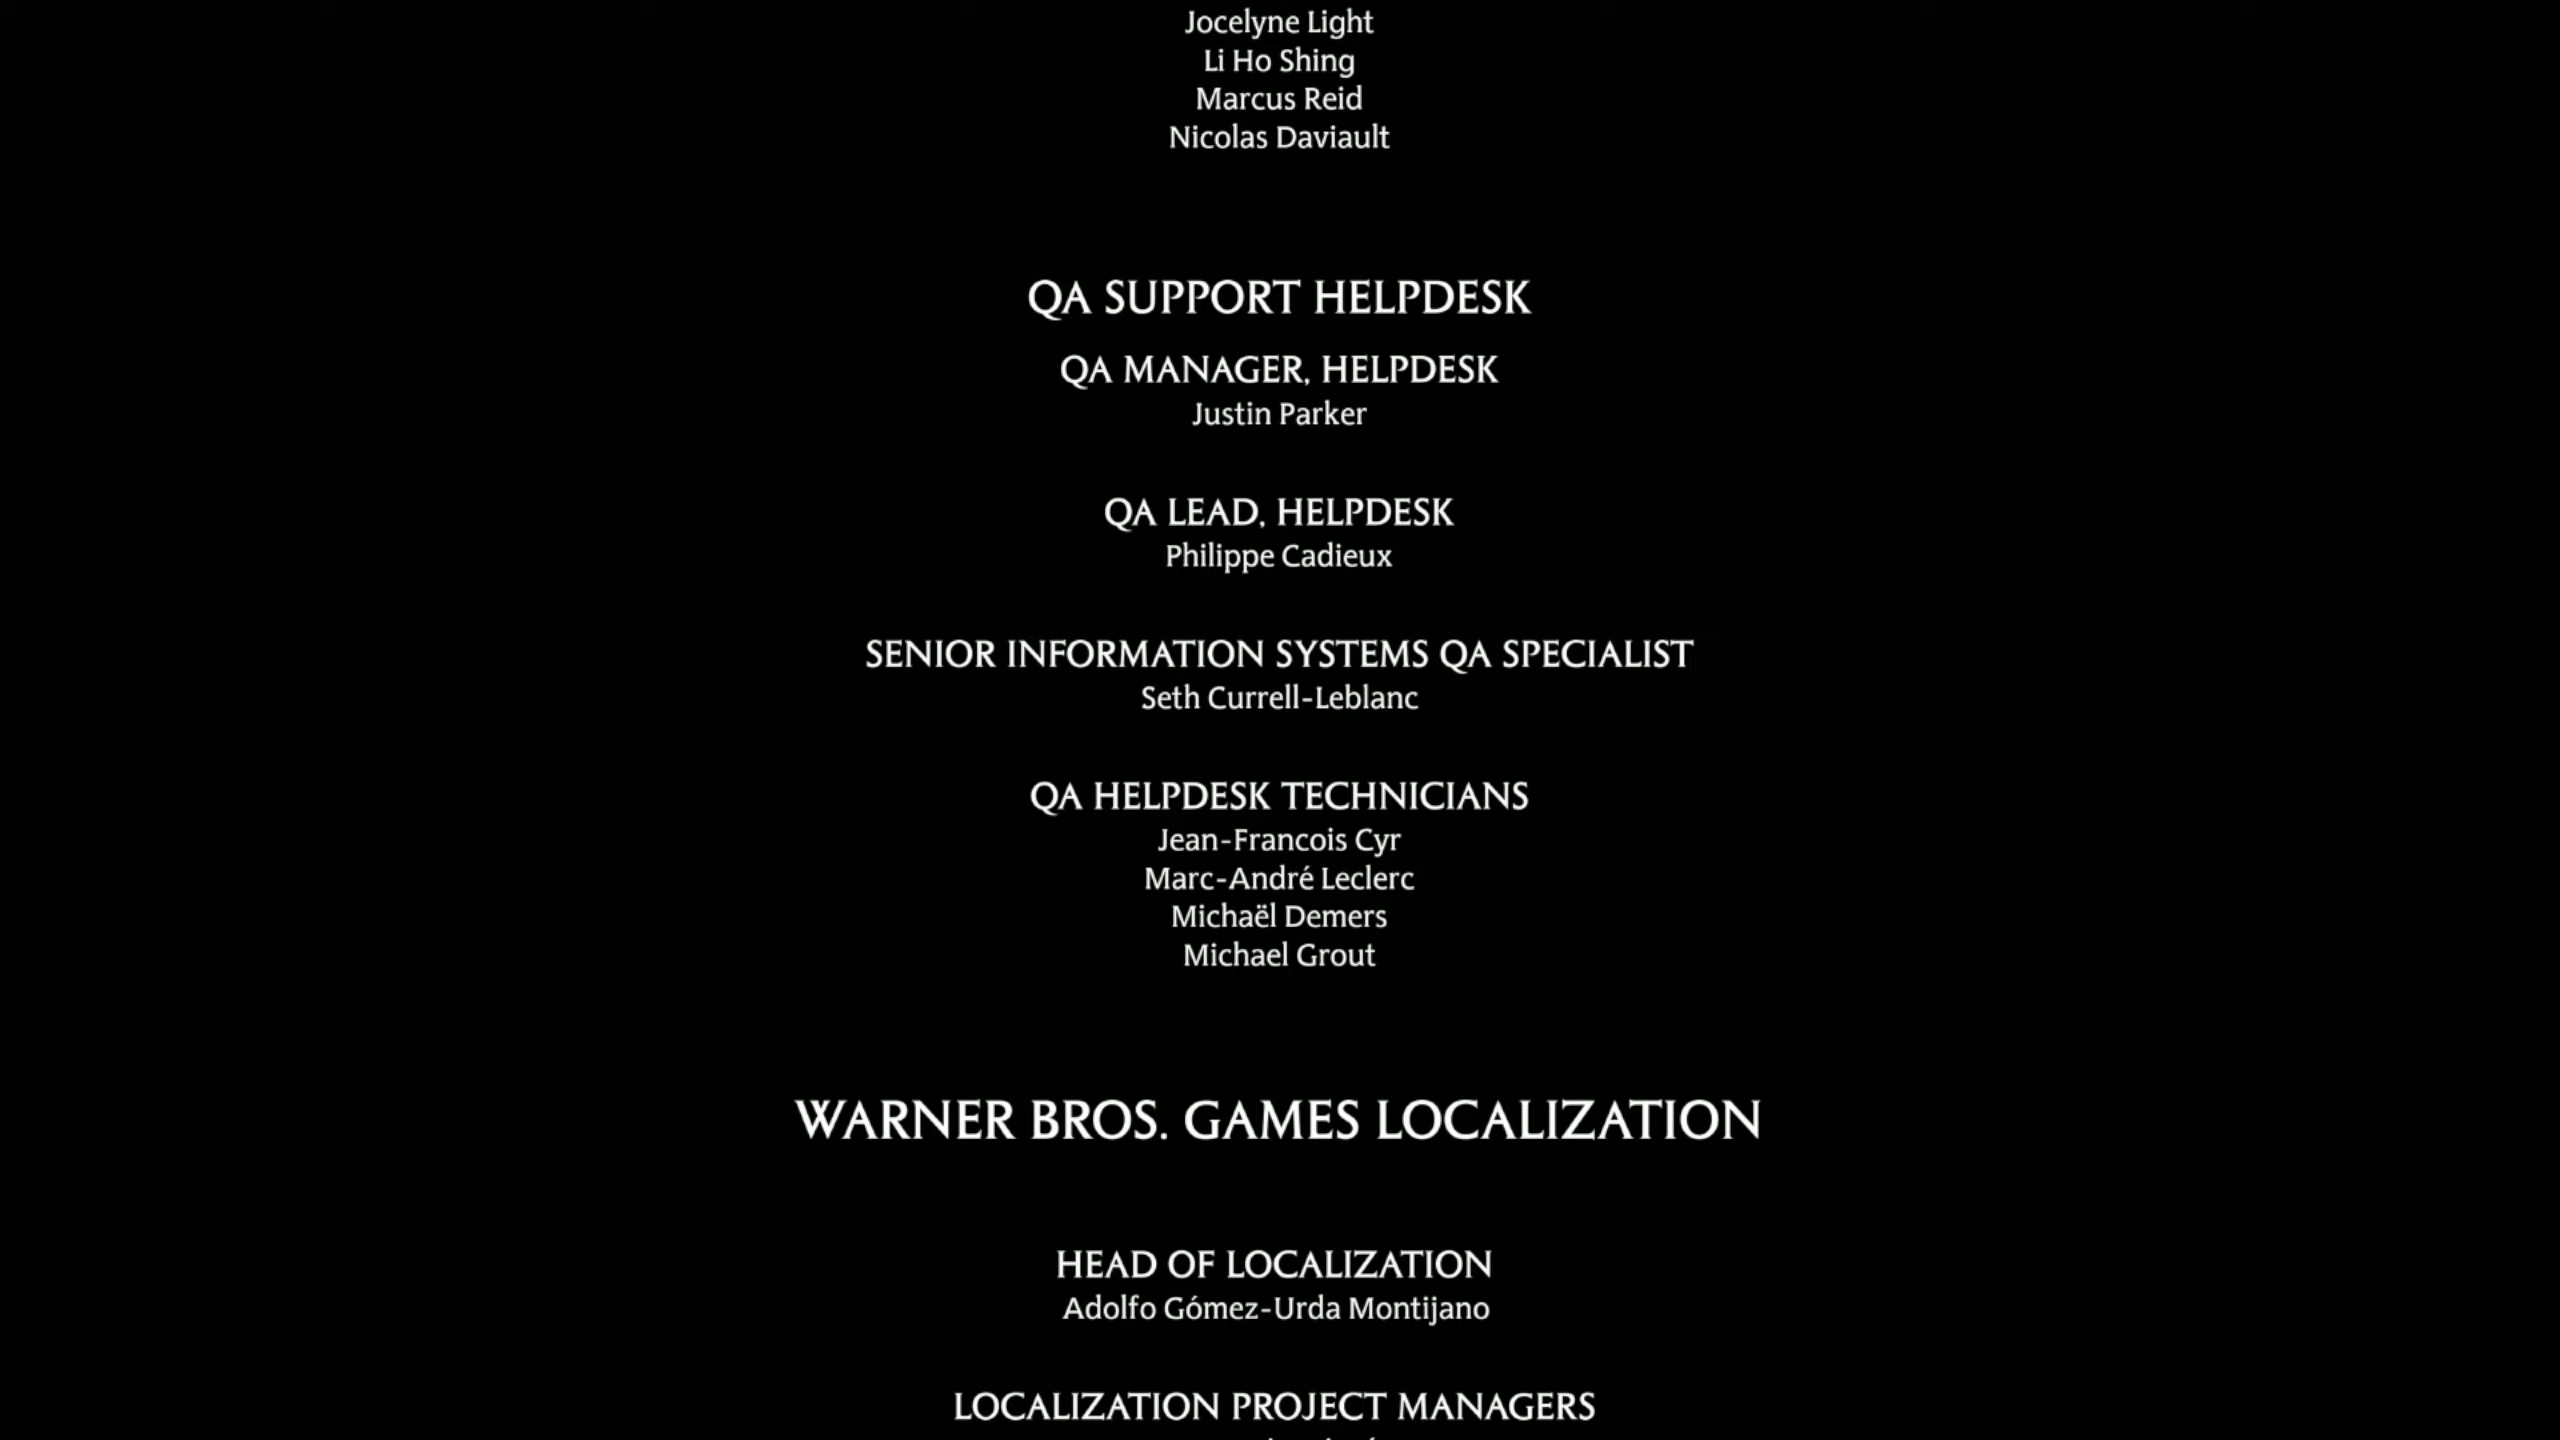 Jocelyne Light
Li Ho Shing
Marcus Reid
Nicolas Daviault
QA SUPPORT HELPDESK
QA MANAGER, HELPDESK
Justin Parker
QA LEAD, HELPDESK
Philippe Cadieux
SENIOR INFORMATION SYSTEMS QA SPECIALIST
Seth Currell-Leblanc
QA HELPDESK TECHNICIANS
Jean-Francois Cyr
Marc-André Leclerc
Michaël Demers
Michael Grout
WARNER BROS. GAMES LOCALIZATION
HEAD OF LOCALIZATION
Adolfo Gómez-Urda Montijano
LOCALIZATION PROJECT MANAGERS